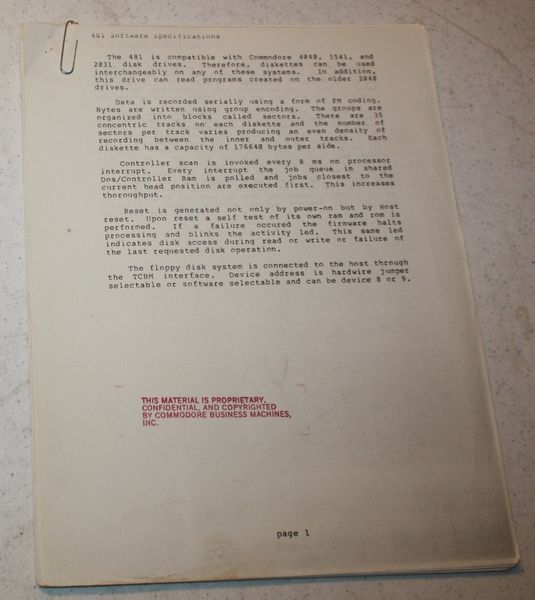 481 Software Specifications
The 481 is compatible with Commodore 4040, 1541, and
2031 disk drives. Therefore, diskettes can be used
interchangeably on any of these systems. In addition,
this drive can read programs created on the older 2040
drives.
Data is recorded serially using a form of FM coding.
Bytes are written using group encoding. The groups are
organized into blocks called sectors. There are 35
concentric tracks on each diskette and the number of
sectors per track varies producing an even density of
recording between the inner and outer tracks. Each
diskette has a capacity of 176640 bytes per side.
Controller scan is invoked every 8 ms on processor
interrupt. Every interrupt the job queue in shared
Dos/Controller Ram is polled and jobs closest to the
current head position are executed first. This increases
thoroughput.
Reset is generated not only by power-on but by Host
reset. Upon reset a self test of its own ram and rom is
performed. If a failure occured the firmware halts
processing and blinks the activity led. This same led
indicates disk access during read or write or failure of
the last requested disk operation.
The floppy disk system is connected to the host through
the TCBM interface. Device address is hardwire jumper
selectable or software selectable and can be device 8 or 9.
THIS MATERIAL IS PROPRIETARY,
CONFIDENTIAL, AND COPYRIGHTED
BY COMMODORE BUSINESS MACHINES,
INC.
page 1